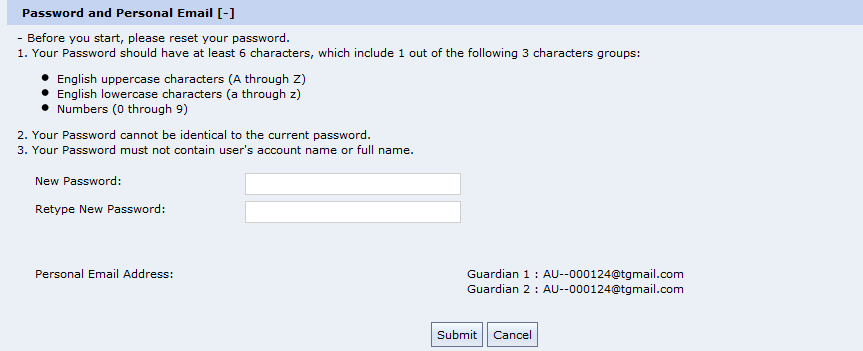 Password and Personal Email [-]
- Before you start, please reset your password.
1. Your Password should have at least 6 characters, which include 1 out of the following 3 characters groups:
● English uppercase characters (A through Z)
● English lowercase characters (a through z)
● Numbers (0 through 9)
2. Your Password cannot be identical to the current password.
3. Your Password must not contain user's account name or full name.
New Password:
Retype New Password:
Personal Email Address: Guardian 1 : AU--000124@tgmail.com
Guardian 2 : AU--000124@tgmail.com
Submit Cancel